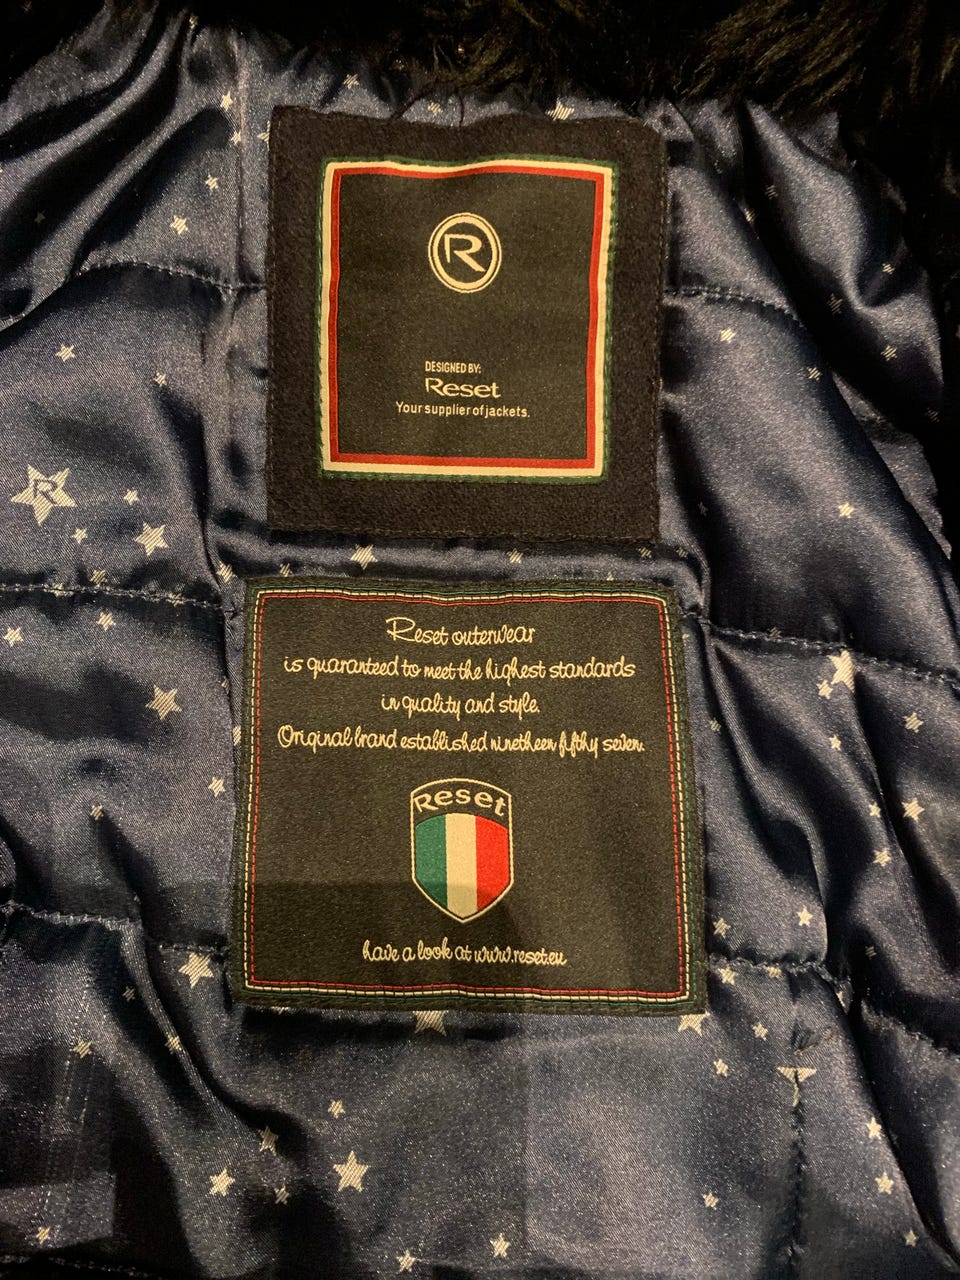 R
DESIGNED BY:
Reset
Your supplier of jackets.
R
Reset outerwear
is quaranteed to meet the highest standards
in quality and style.
Original brand established ninetheen fifthy seven.
Reset
have a look at www.reset.eu